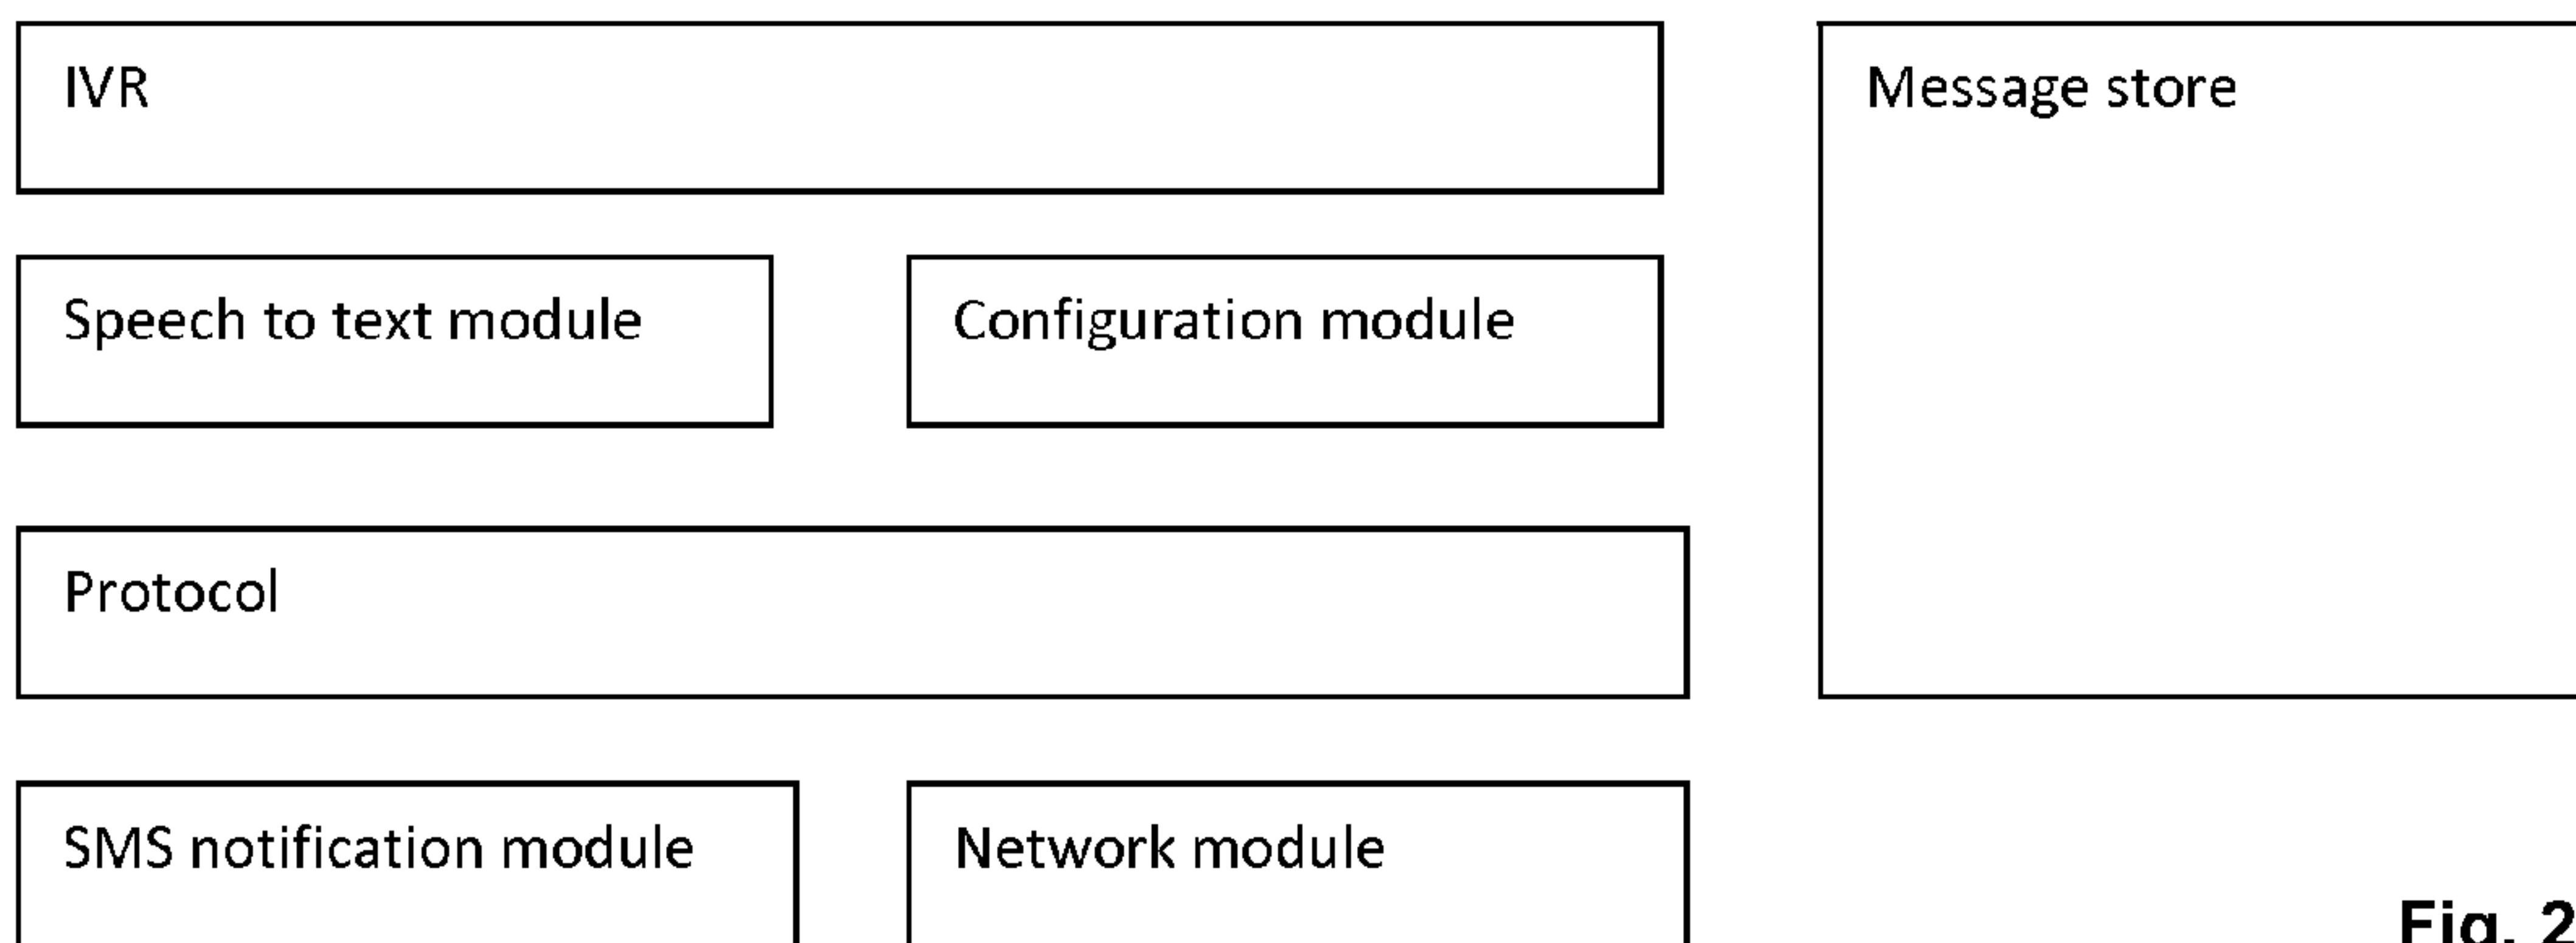 IVR
Message store
Speech to text module
Configuration module
Protocol
SMS notification module
Network module
Fig. 2